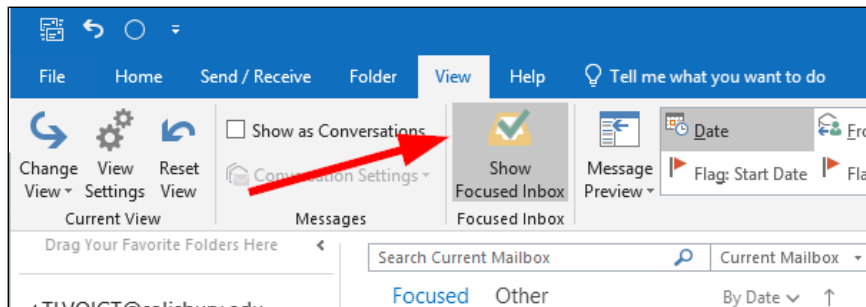 File Home Send / Receive Folder View Help Tell me what you want to do
Show as Conversations Date
Change View Reset Settings Show Message Flag: Start Date
View Settings View Focused Inbox Preview
Current View Messages Focused Inbox
Drag Your Favorite Folders Here Search Current Mailbox Current Mailbox
Focused Other By Date